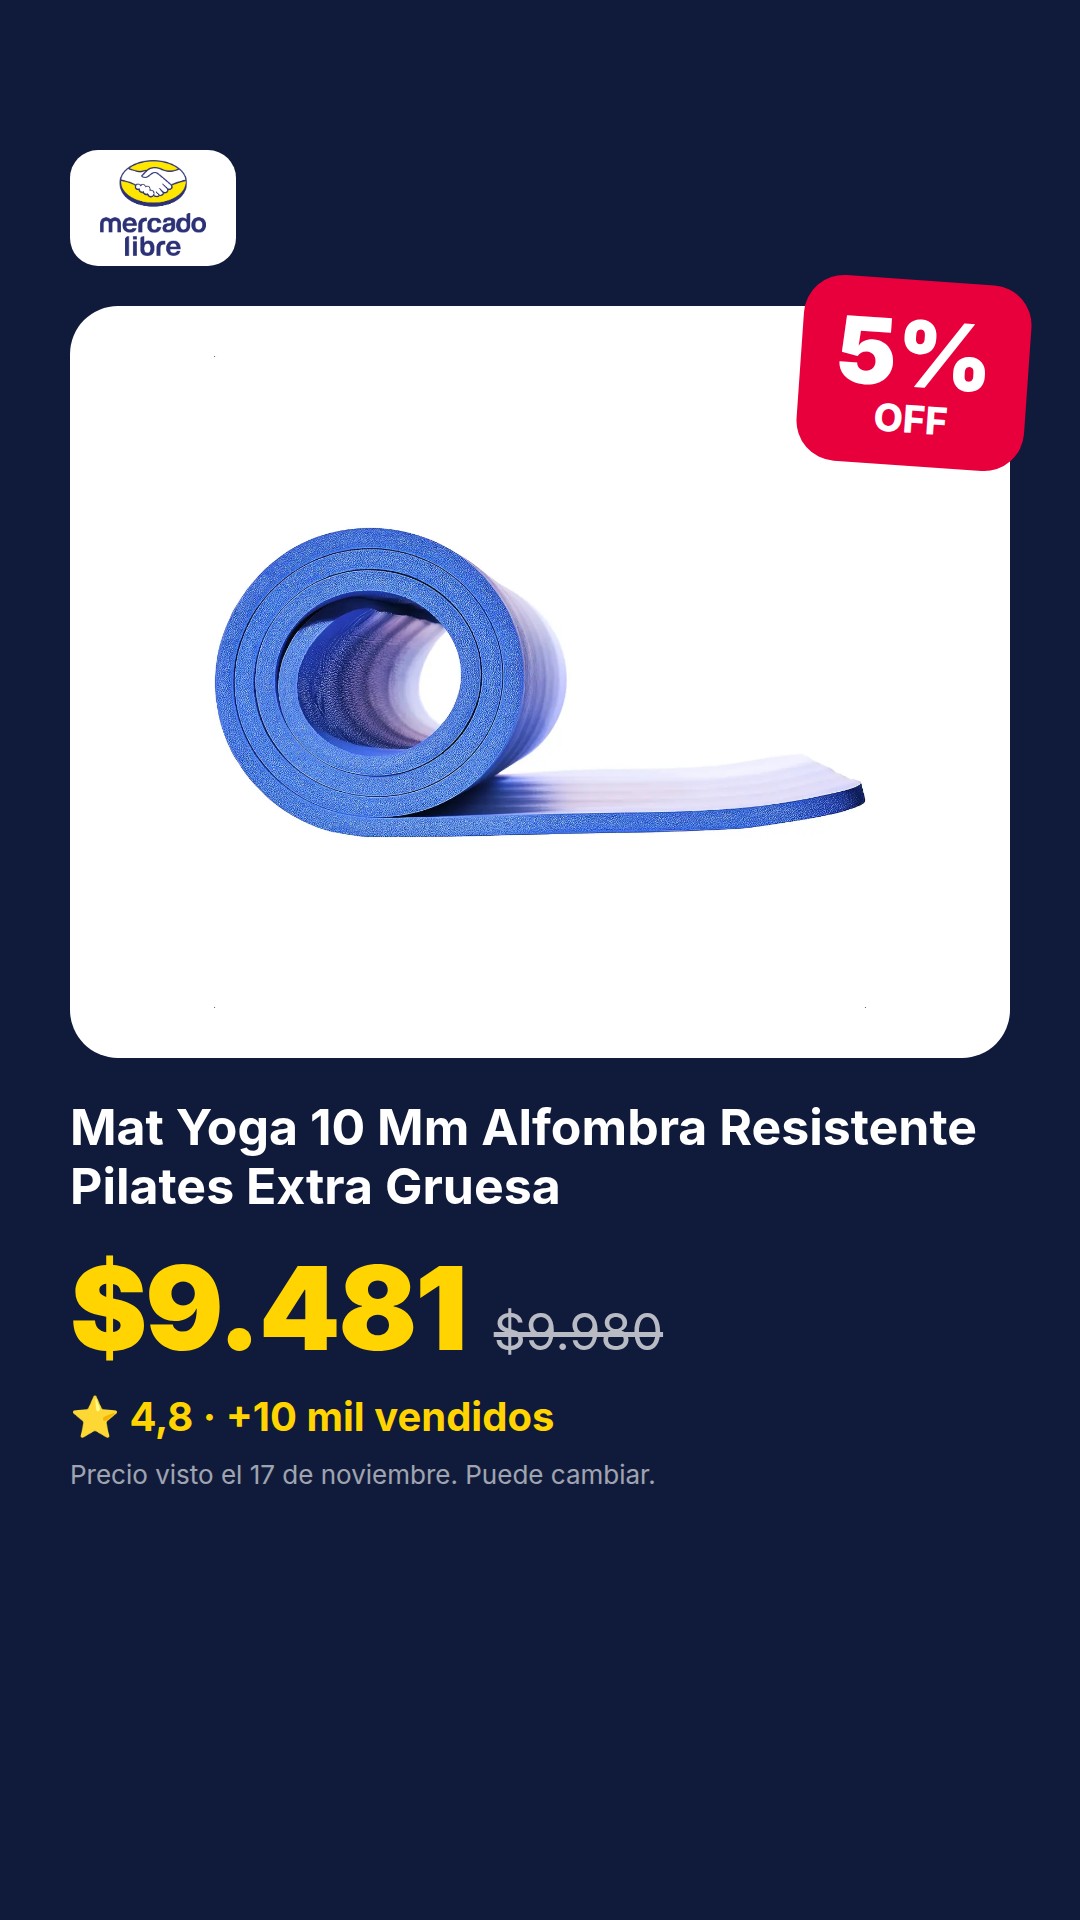 mercado
libre
5%
OFF
Mat Yoga 10 Mm Alfombra Resistente
Pilates Extra Gruesa
$9.481 $9.980
⭐ 4,8 · +10 mil vendidos
Precio visto el 17 de noviembre. Puede cambiar.